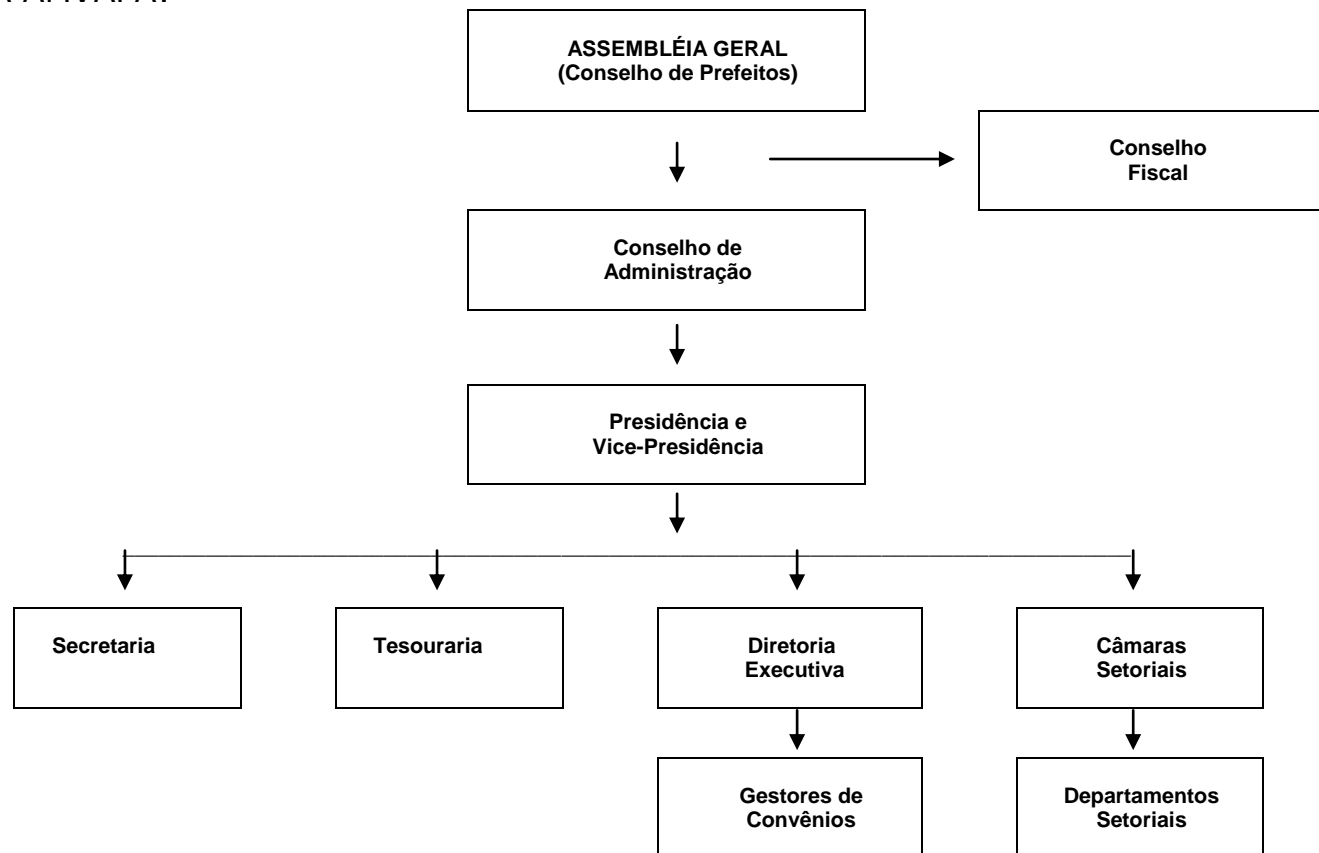 ASSEMBLÉIA GERAL
(Conselho de Prefeitos)
Conselho
Fiscal
Conselho de
Administração
Presidência e
Vice-Presidência
Secretaria
Tesouraria
Diretoria
Executiva
Câmaras
Setoriais
Gestores de
Convênios
Departamentos
Setoriais